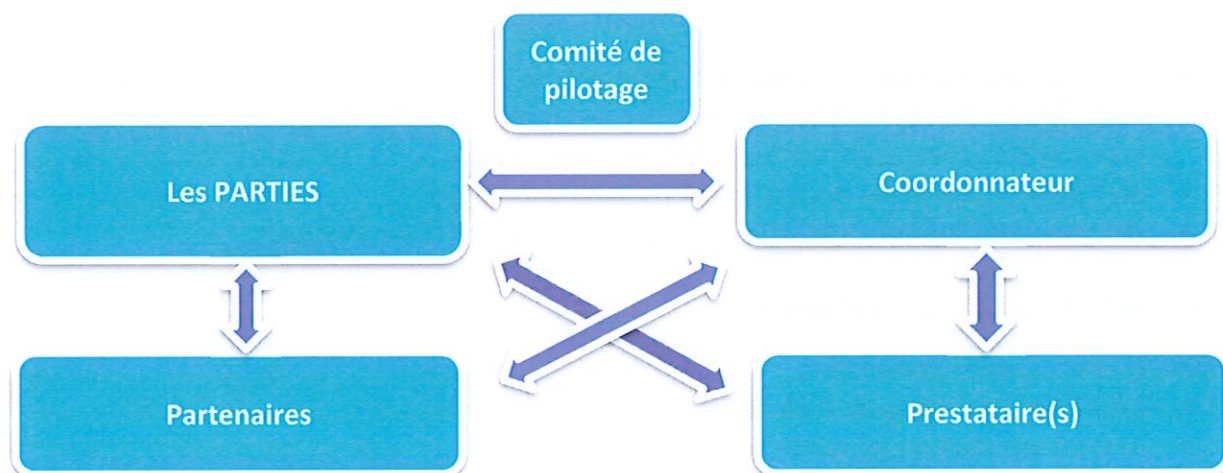 Comité de
pilotage
Les PARTIES
Coordonnateur
Partenaires
Prestataire(s)